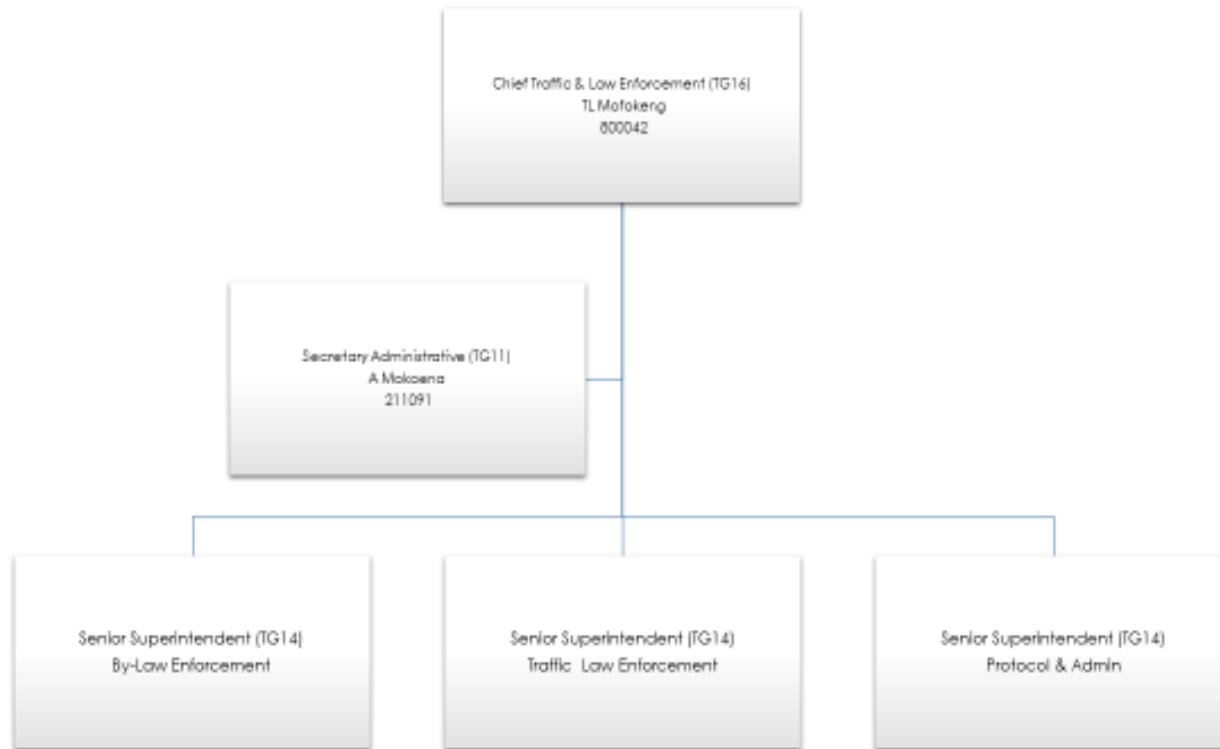 Chief Traffic & Law Enforcement (TG16)
TL Mofokeng
800042
Secretary Administrative (TG11)
A Mokoena
211091
Senior Superintendent (TG14)
By-Law Enforcement
Senior Superintendent (TG14)
Traffic Law Enforcement
Senior Superintendent (TG14)
Protocol & Admin